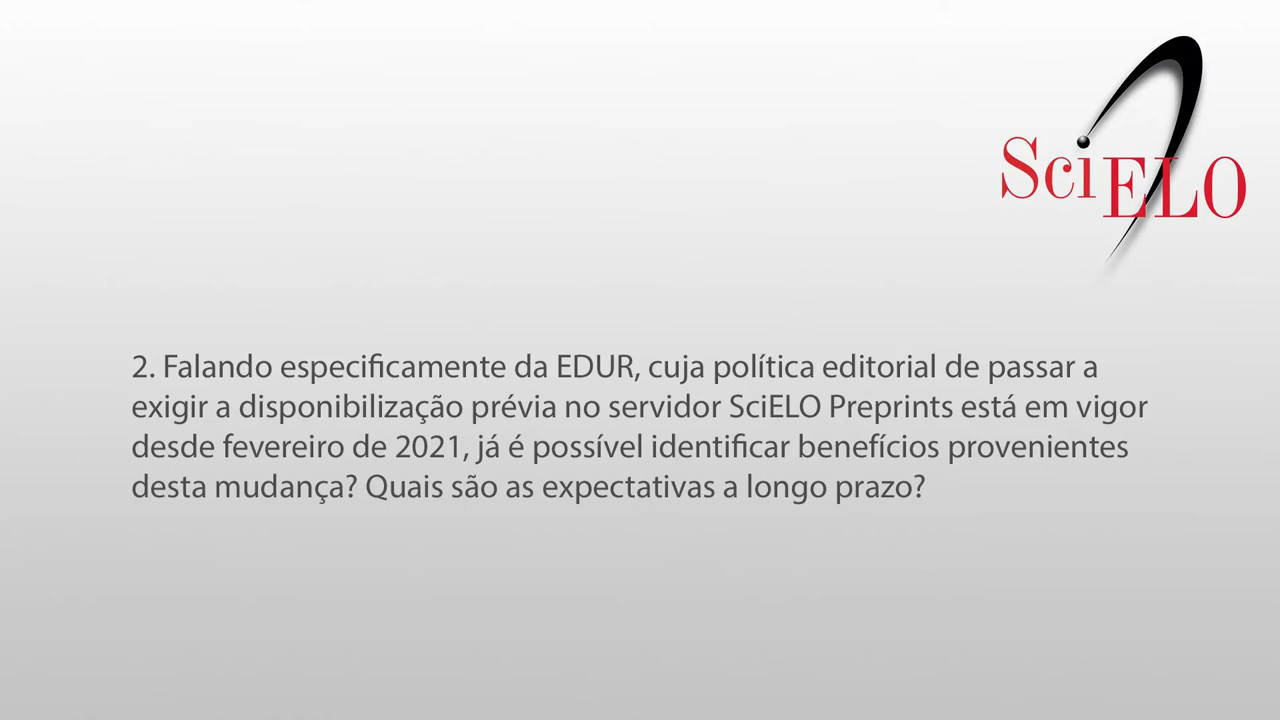 SciELO
2. Falando especificamente da EDUR, cuja política editorial de passar a
exigir a disponibilização prévia no servidor SciELO Preprints está em vigor
desde fevereiro de 2021, já é possível identificar benefícios provenientes
desta mudança? Quais são as expectativas a longo prazo?